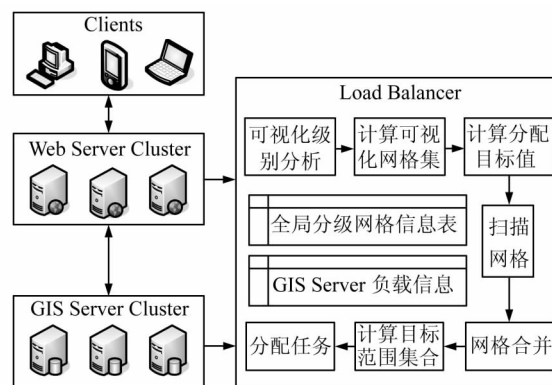 Clients
Web Server Cluster
GIS Server Cluster
Load Balancer
可视化级
别分析
计算可视
化网格集
计算分配
目标值
全局分级网格信息表
扫描
网格
GIS Server 负载信息
分配任务
计算目标
范围集合
网格合并